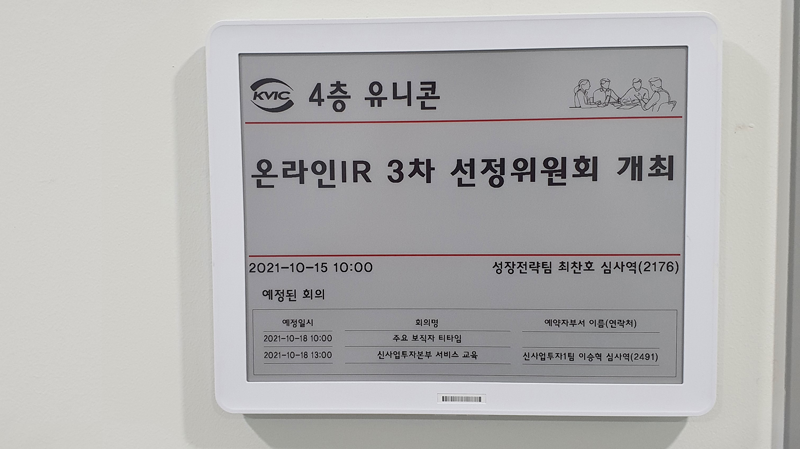 KVIC 4층 유니콘
온라인IR 3차 선정위원회 개최
2021-10-15 10:00 성장전략팀 최찬호 심사역(2176)
예정된 회의
예정일시 회의명 예약자부서 이름(연락처)
2021-10-18 10:00 주요 보직자 티타임
2021-10-18 13:00 신사업투자본부 서비스 교육 신사업투자1팀 이승혁 심사역(2491)